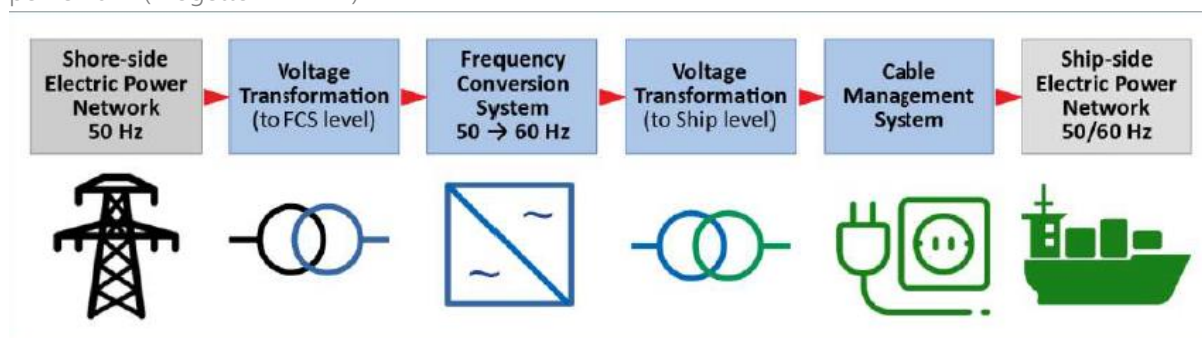 Shore-side
Electric Power
Network
50 Hz
Voltage
Transformation
(to FCS level)
Frequency
Conversion
System
50 → 60 Hz
Voltage
Transformation
(to Ship level)
Cable
Management
System
Ship-side
Electric Power
Network
50/60 Hz